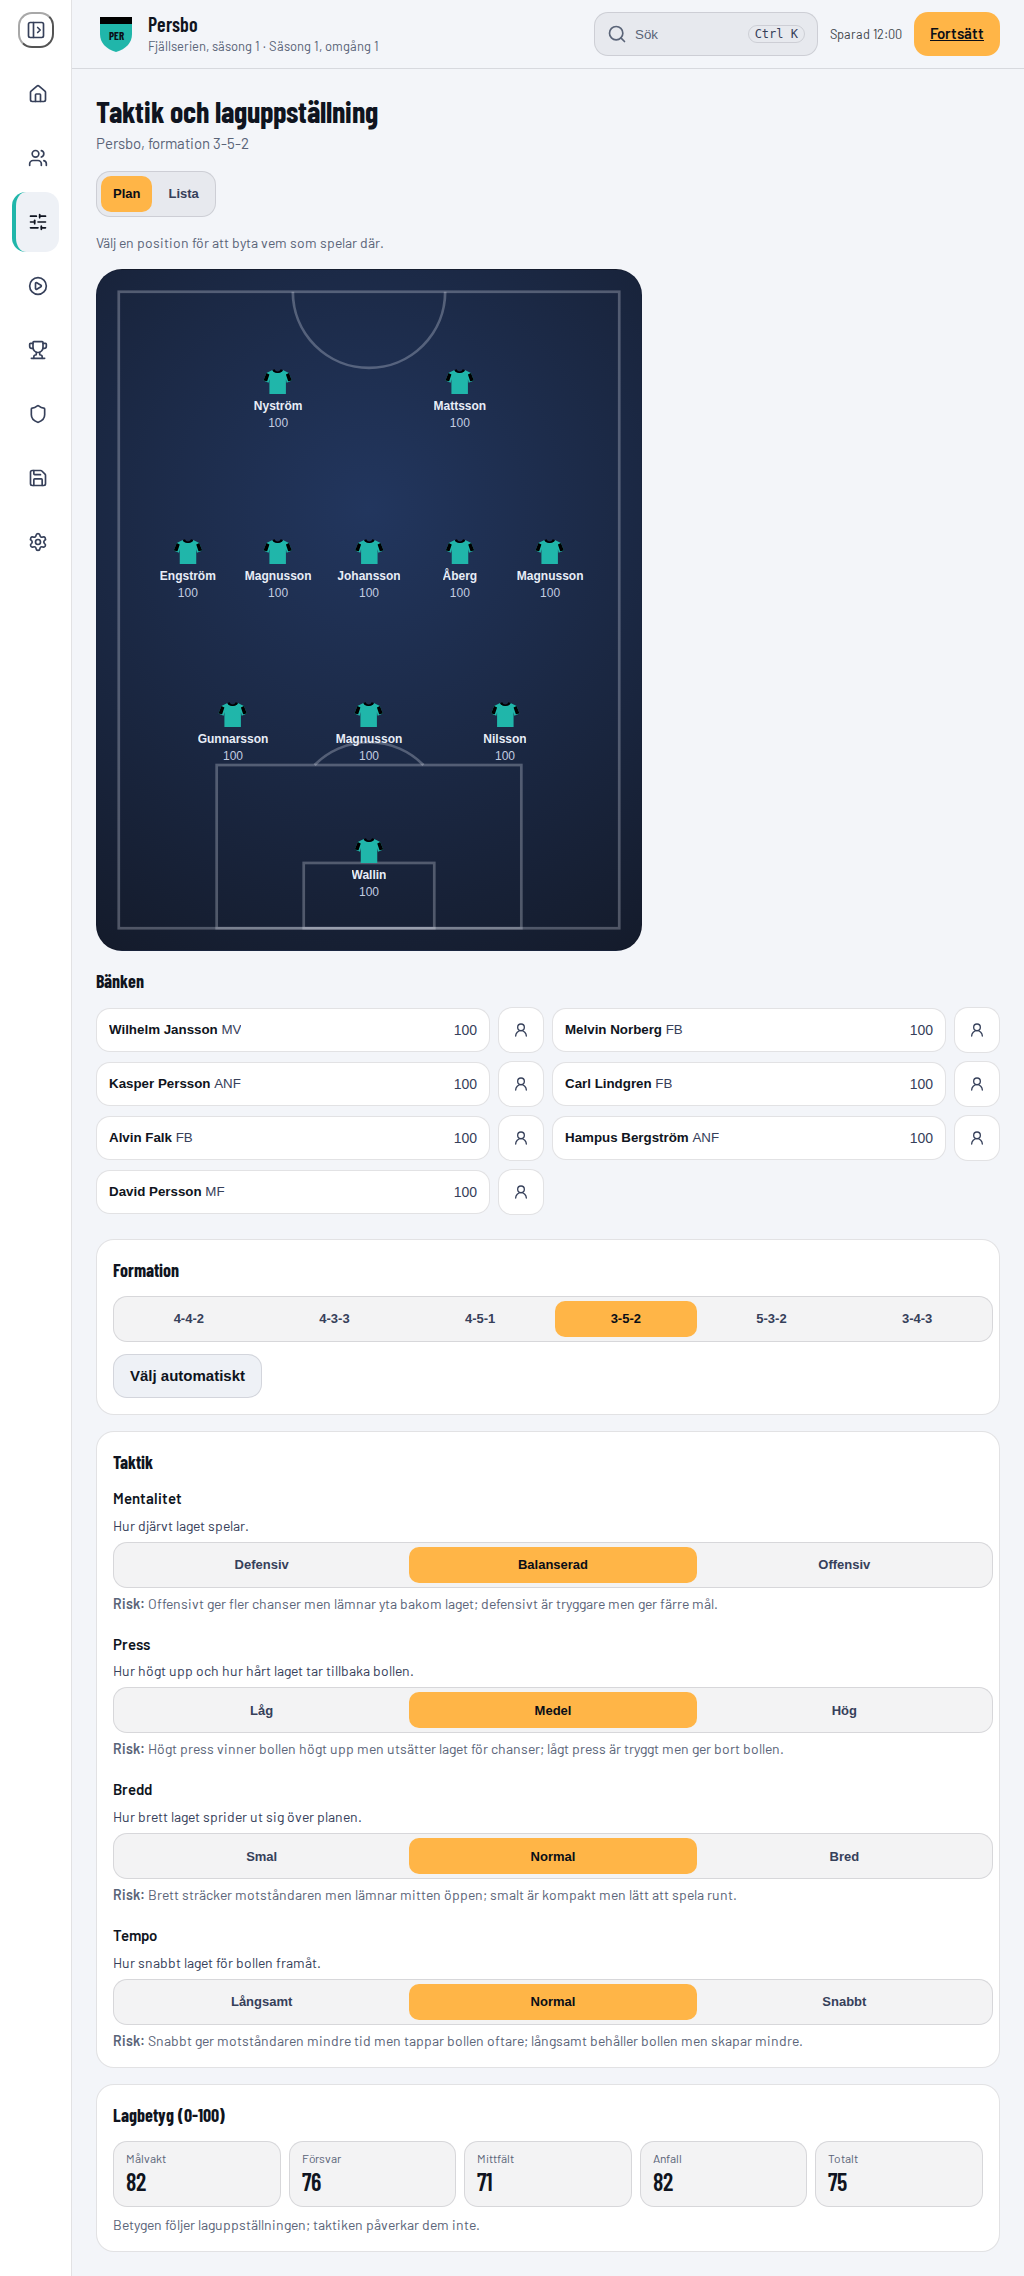 PER
Persbo
Fjällserien, säsong 1 · Säsong 1, omgång 1
Sök
Ctrl K
Sparad 12:00
Fortsätt
Taktik och laguppställning
Persbo, formation 3-5-2
Plan
Lista
Välj en position för att byta vem som spelar där.
Nyström
100
Mattsson
100
Engström
100
Magnusson
100
Johansson
100
Åberg
100
Magnusson
100
Gunnarsson
100
Magnusson
100
Nilsson
100
Wallin
100
Bänken
Wilhelm Jansson MV 100
Melvin Norberg FB 100
Kasper Persson ANF 100
Carl Lindgren FB 100
Alvin Falk FB 100
Hampus Bergström ANF 100
David Persson MF 100
Formation
4-4-2 4-3-3 4-5-1 3-5-2 5-3-2 3-4-3
Välj automatiskt
Taktik
Mentalitet
Hur djärvt laget spelar.
Defensiv Balanserad Offensiv
Risk: Offensivt ger fler chanser men lämnar yta bakom laget; defensivt är tryggare men ger färre mål.
Press
Hur högt upp och hur hårt laget tar tillbaka bollen.
Låg Medel Hög
Risk: Högt press vinner bollen högt upp men utsätter laget för chanser; lågt press är tryggt men ger bort bollen.
Bredd
Hur brett laget sprider ut sig över planen.
Smal Normal Bred
Risk: Brett sträcker motståndaren men lämnar mitten öppen; smalt är kompakt men lätt att spela runt.
Tempo
Hur snabbt laget för bollen framåt.
Långsamt Normal Snabbt
Risk: Snabbt ger motståndaren mindre tid men tappar bollen oftare; långsamt behåller bollen men skapar mindre.
Lagbetyg (0-100)
Målvakt
82
Försvar
76
Mittfält
71
Anfall
82
Totalt
75
Betygen följer laguppställningen; taktiken påverkar dem inte.